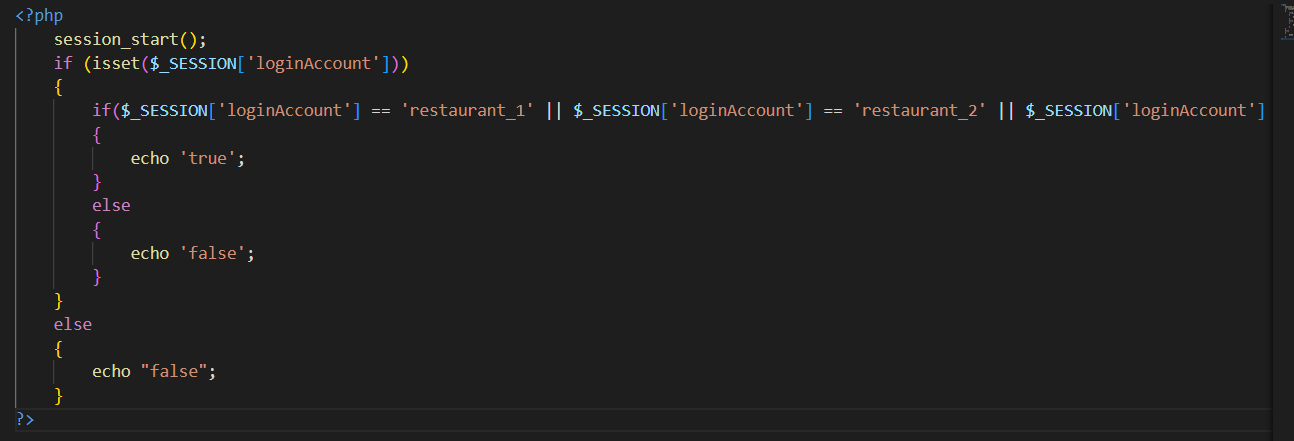 <?php
    session_start();
    if (isset($_SESSION['loginAccount']))
    {
        if($_SESSION['loginAccount'] == 'restaurant_1' || $_SESSION['loginAccount'] == 'restaurant_2' || $_SESSION['loginAccount']
        {
            echo 'true';
        }
        else
        {
            echo 'false';
        }
    }
    else
    {
        echo "false";
    }
?>